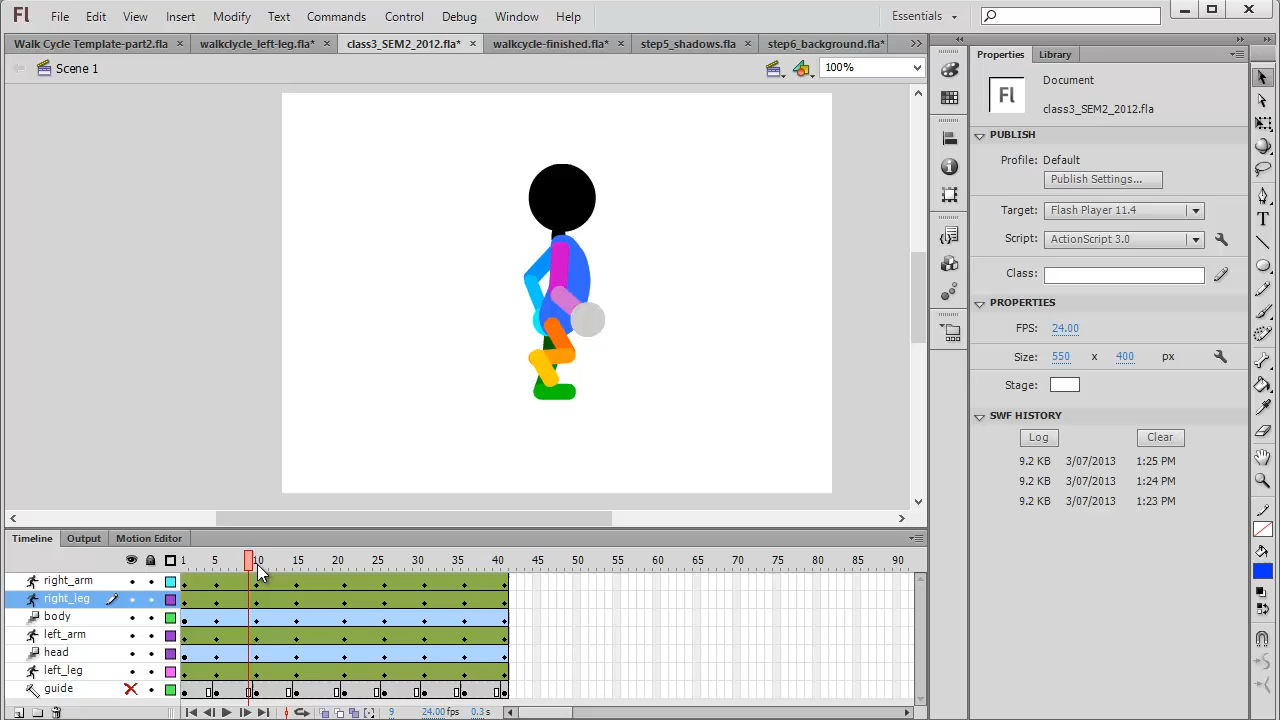 Fl File Edit View Insert Modify Text Commands Control Debug Window Help Essentials
Walk Cycle Template-part2.fla × walkclycle_left-leg.fla* × class3_SEM2_2012.fla* × walkcycle-finished.fla* × step5_shadows.fla × step6_background.fla* Properties Library
Scene 1 100%
Fl
Document
class3_SEM2_2012.fla
PUBLISH
Profile: Default
Publish Settings...
Target: Flash Player 11.4
Script: ActionScript 3.0
Class:
PROPERTIES
FPS: 24.00
Size: 550 x 400 px
Stage:
SWF HISTORY
Log Clear
9.2 KB 3/07/2013 1:25 PM
9.2 KB 3/07/2013 1:24 PM
9.2 KB 3/07/2013 1:23 PM
Timeline Output Motion Editor
1 5 10 15 20 25 30 35 40 45 50 55 60 65 70 75 80 85 90
right_arm
right_leg
body
left_arm
head
left_leg
guide
9 24.00 fps 0.3 s